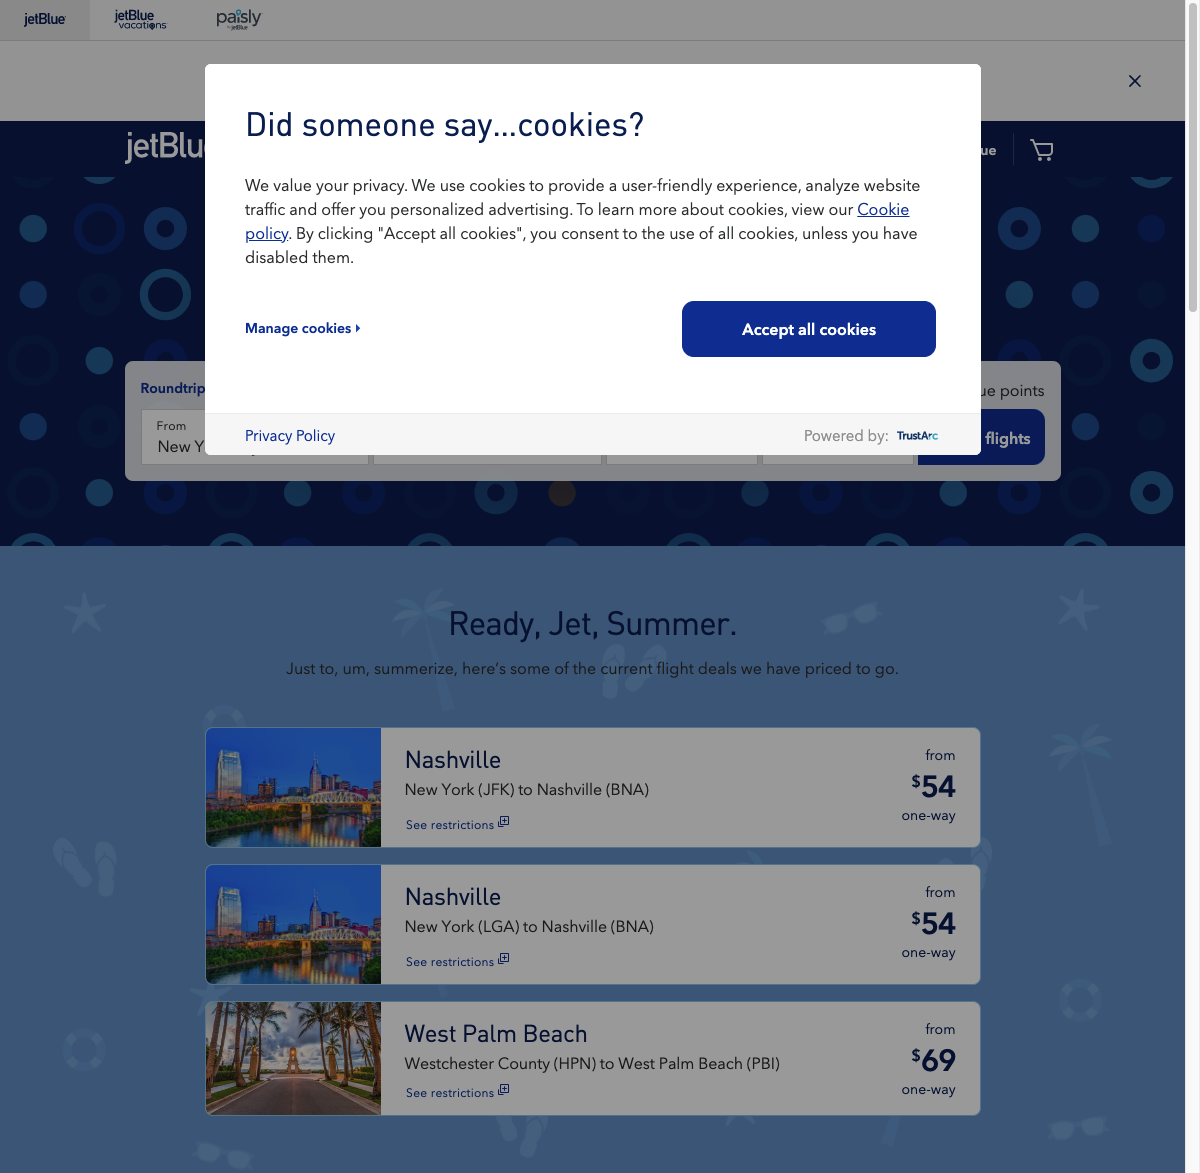 jetBlue
jetBlue vacations
paisly by jetBlue
Did someone say...cookies?
We value your privacy. We use cookies to provide a user-friendly experience, analyze website
traffic and offer you personalized advertising. To learn more about cookies, view our Cookie
policy. By clicking "Accept all cookies", you consent to the use of all cookies, unless you have
disabled them.
Manage cookies
Accept all cookies
Privacy Policy
Powered by: TrustArc
jetBlu
ue
Roundtrip
ue points
From
New Y
flights
Ready, Jet, Summer.
Just to, um, summerize, here's some of the current flight deals we have priced to go.
Nashville
New York (JFK) to Nashville (BNA)
See restrictions
from
$54
one-way
Nashville
New York (LGA) to Nashville (BNA)
See restrictions
from
$54
one-way
West Palm Beach
Westchester County (HPN) to West Palm Beach (PBI)
See restrictions
from
$69
one-way